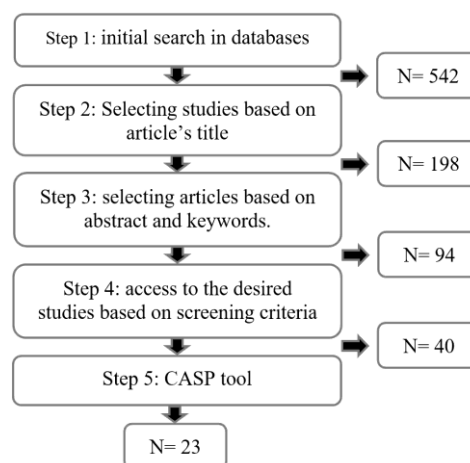 Step 1: initial search in databases
N= 542
Step 2: Selecting studies based on
article's title
N= 198
Step 3: selecting articles based on
abstract and keywords.
N= 94
Step 4: access to the desired
studies based on screening criteria
N= 40
Step 5: CASP tool
N= 23